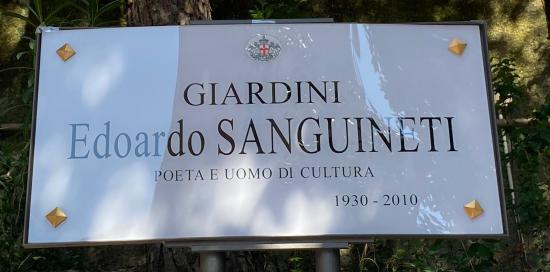 GIARDINI
Edoardo SANGUINETI
POETA E UOMO DI CULTURA
1930 - 2010